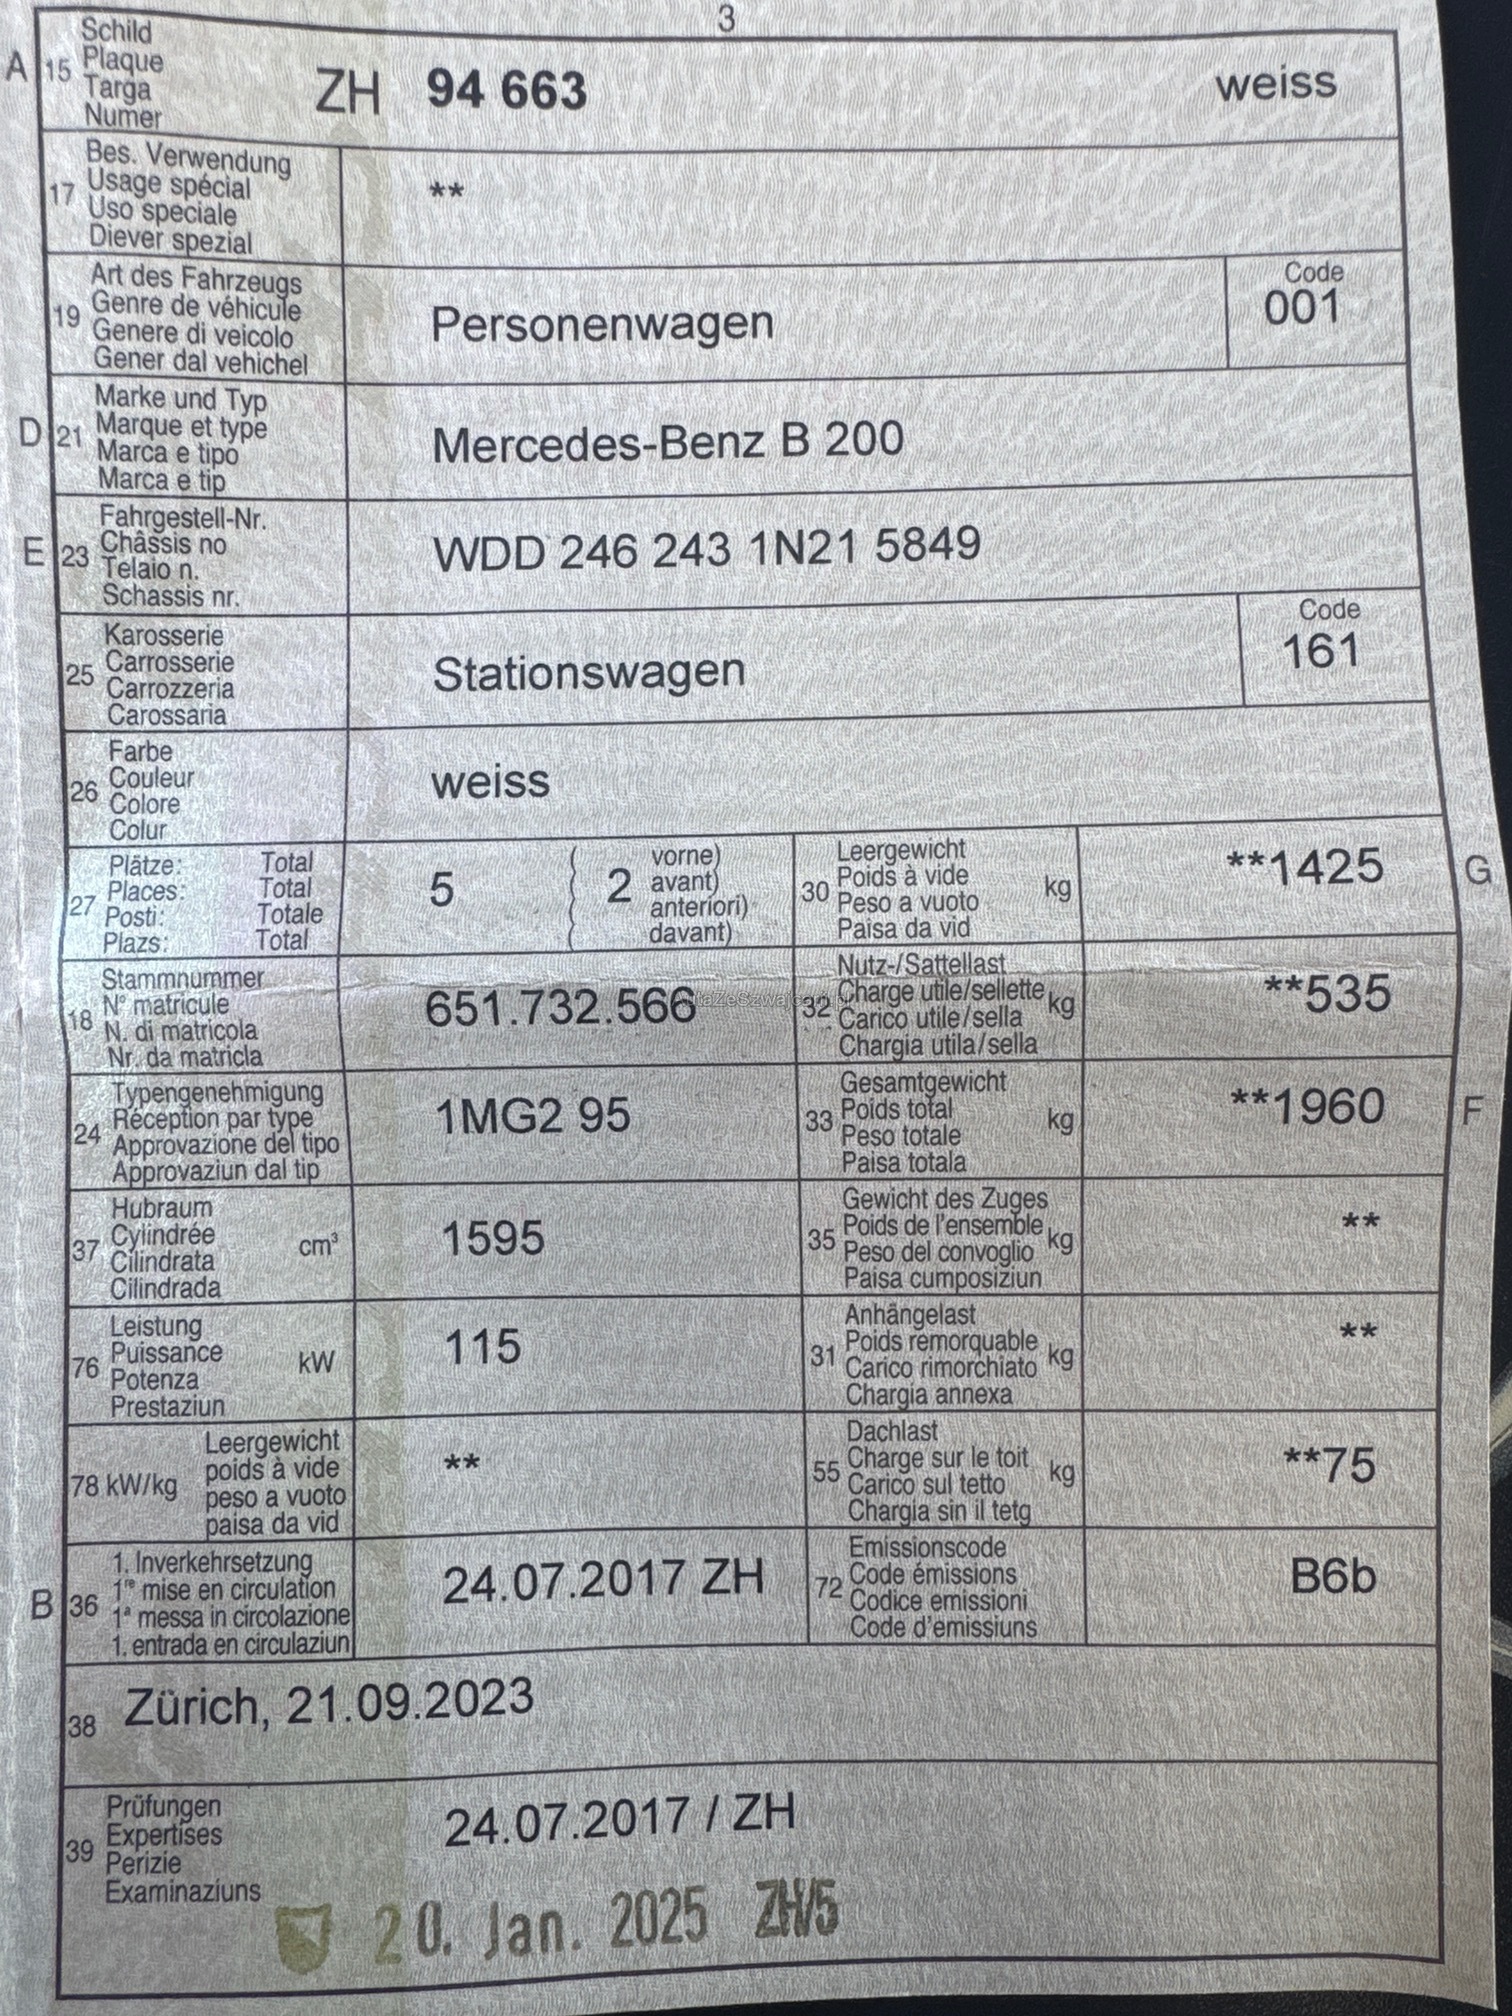 3
A 15 Schild
Plaque
Targa
Numer
ZH 94 663 weiss
17 Bes. Verwendung
Usage spécial
Uso speciale
Diever spezial
**
19 Art des Fahrzeugs
Genre de véhicule
Genere di veicolo
Gener dal vehichel
Personenwagen
Code
001
D 21 Marke und Typ
Marque et type
Marca e tipo
Marca e tip
Mercedes-Benz B 200
E 23 Fahrgestell-Nr.
Châssis no
Telaio n.
Schassis nr.
WDD 246 243 1N21 5849
25 Karosserie
Carrosserie
Carrozzeria
Carossaria
Stationswagen
Code
161
26 Farbe
Couleur
Colore
Colur
weiss
27 Plätze: Total
Places: Total
Posti: Totale
Plazs: Total
5 2 vorne)
avant)
anteriori)
davant)
30 Leergewicht
Poids à vide
Peso a vuoto
Paisa da vid
kg **1425 G
18 Stammnummer
N° matricule
N. di matricola
Nr. da matricla
651.732.566
32 Nutz-/Sattellast
Charge utile/sellette
Carico utile/sella
Chargia utila/sella
kg **535
24 Typengenehmigung
Réception par type
Approvazione del tipo
Approvaziun dal tip
1MG2 95
33 Gesamtgewicht
Poids total
Peso totale
Paisa totala
kg **1960 F
37 Hubraum
Cylindrée
Cilindrata
Cilindrada
cm³ 1595
35 Gewicht des Zuges
Poids de l'ensemble
Peso del convoglio
Paisa cumposiziun
kg **
76 Leistung
Puissance
Potenza
Prestaziun
kW 115
31 Anhängelast
Poids remorquable
Carico rimorchiato
Chargia annexa
kg **
78 kW/kg Leergewicht
poids à vide
peso a vuoto
paisa da vid
**
55 Dachlast
Charge sur le toit
Carico sul tetto
Chargia sin il tetg
kg **75
B 36 1. Inverkehrsetzung
1re mise en circulation
1a messa in circolazione
1. entrada en circulaziun
24.07.2017 ZH
72 Emissionscode
Code émissions
Codice emissioni
Code d'emissiuns
B6b
38 Zürich, 21.09.2023
39 Prüfungen
Expertises
Perizie
Examinaziuns
24.07.2017 / ZH
20. Jan. 2025 ZH/5